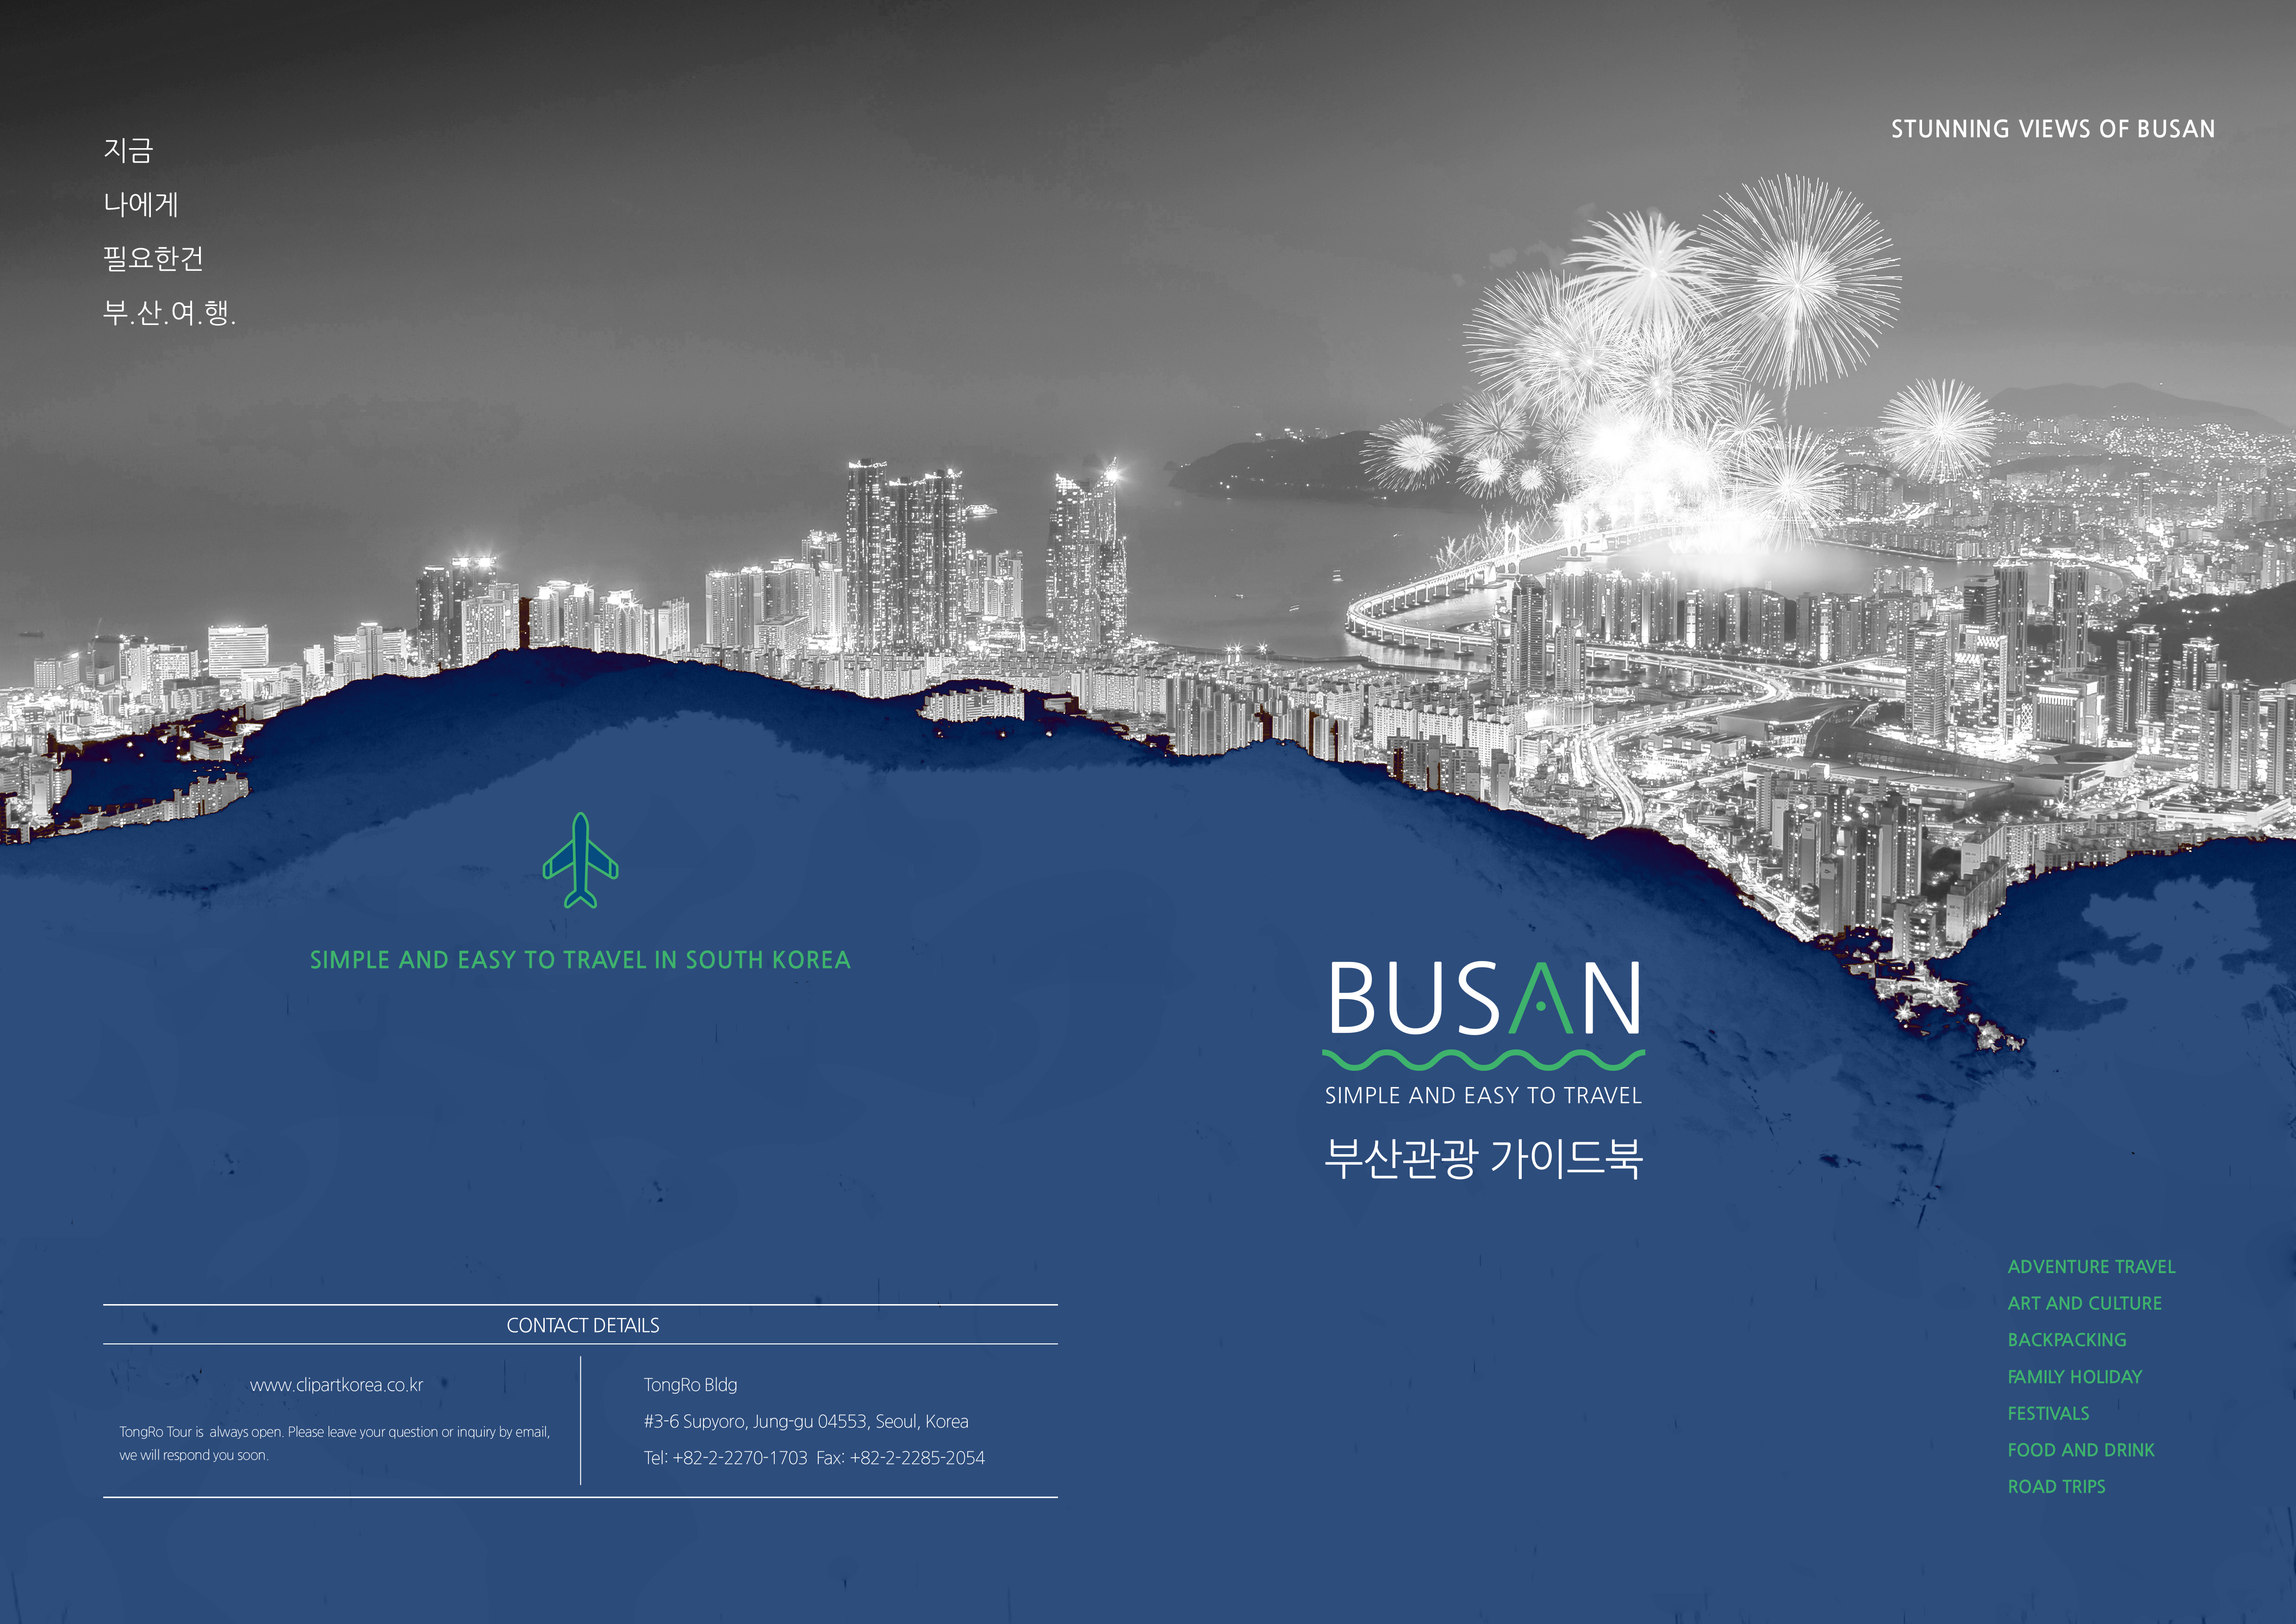 지금
나에게
필요한건
부.산.여.행.
STUNNING VIEWS OF BUSAN
SIMPLE AND EASY TO TRAVEL IN SOUTH KOREA
BUSAN
SIMPLE AND EASY TO TRAVEL
부산관광 가이드북
CONTACT DETAILS
www.clipartkorea.co.kr
TongRo Tour is always open. Please leave your question or inquiry by email,
we will respond you soon.
TongRo Bldg
#3-6 Supyoro, Jung-gu 04553, Seoul, Korea
Tel: +82-2-2270-1703 Fax: +82-2-2285-2054
ADVENTURE TRAVEL
ART AND CULTURE
BACKPACKING
FAMILY HOLIDAY
FESTIVALS
FOOD AND DRINK
ROAD TRIPS